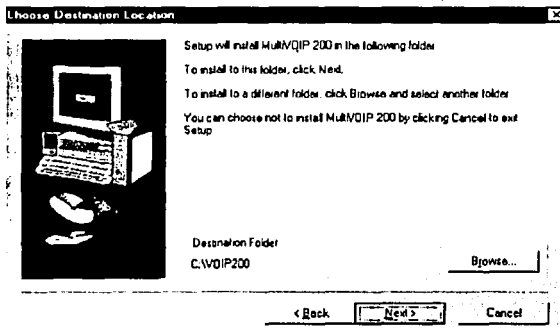 Choose Destination Location
Setup will install MultiVOIP 200 in the following folder
To install to this folder, click Next.
To install to a different folder, click Browse and select another folder
You can choose not to install MultiVOIP 200 by clicking Cancel to exit
Setup
Destination Folder
C:\VOIP200
Browse...
< Back
Next >
Cancel